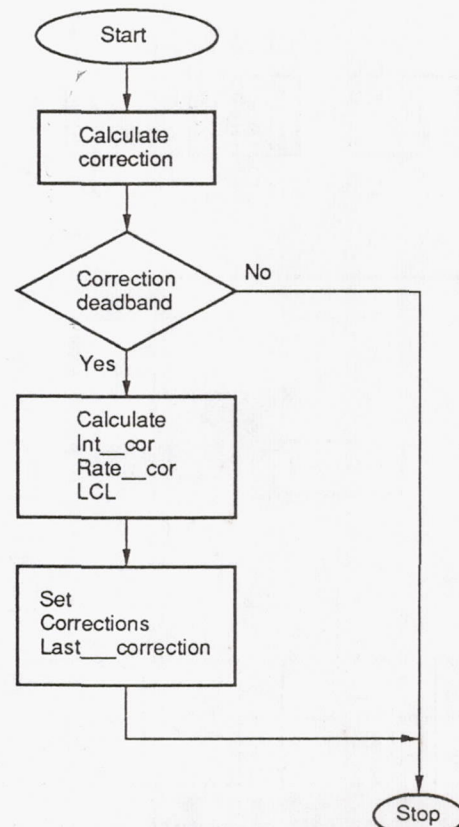 Start
Calculate
correction
Correction
deadband
No
Yes
Calculate
Int__cor
Rate__cor
LCL
Set
Corrections
Last___correction
Stop